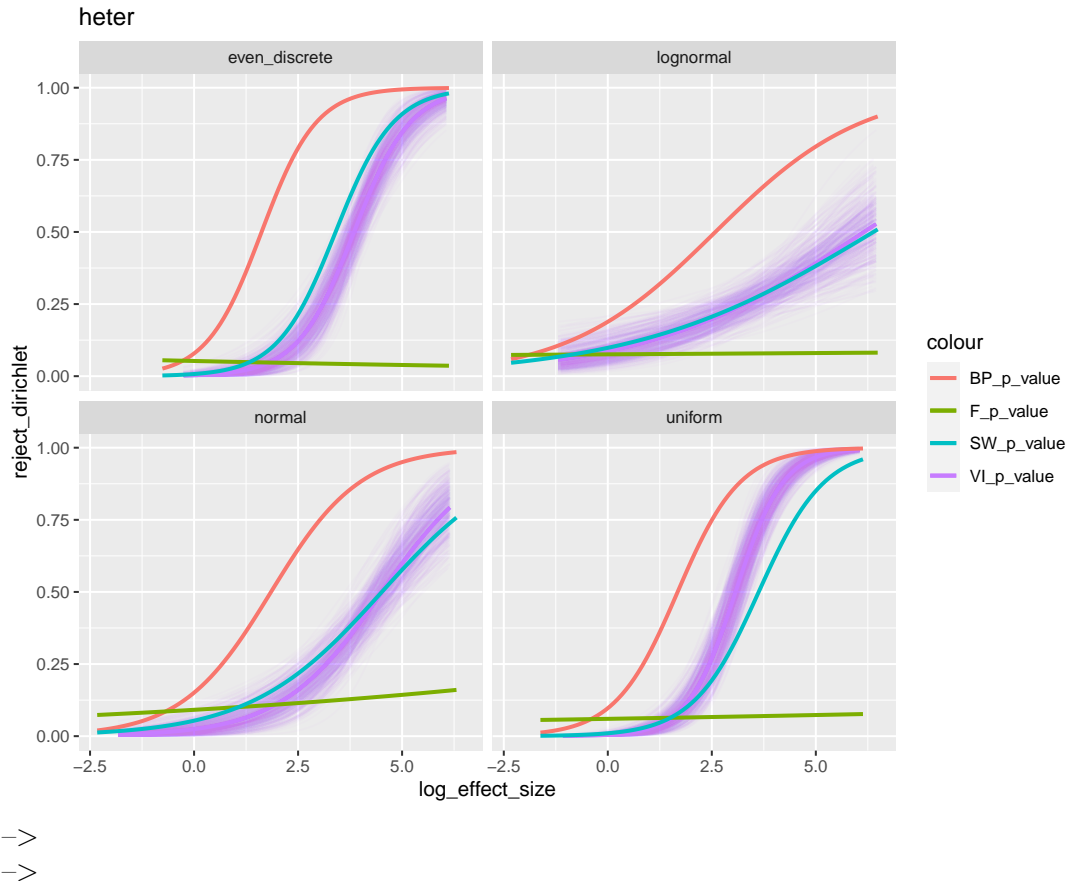 heter
even_discrete
lognormal
1.00
0.75
0.50
0.25
0.00
normal
uniform
1.00
0.75
0.50
0.25
0.00
−2.5 0.0 2.5 5.0 −2.5 0.0 2.5 5.0
log_effect_size
reject_dirichlet
colour
BP_p_value
F_p_value
SW_p_value
VI_p_value
–>
–>